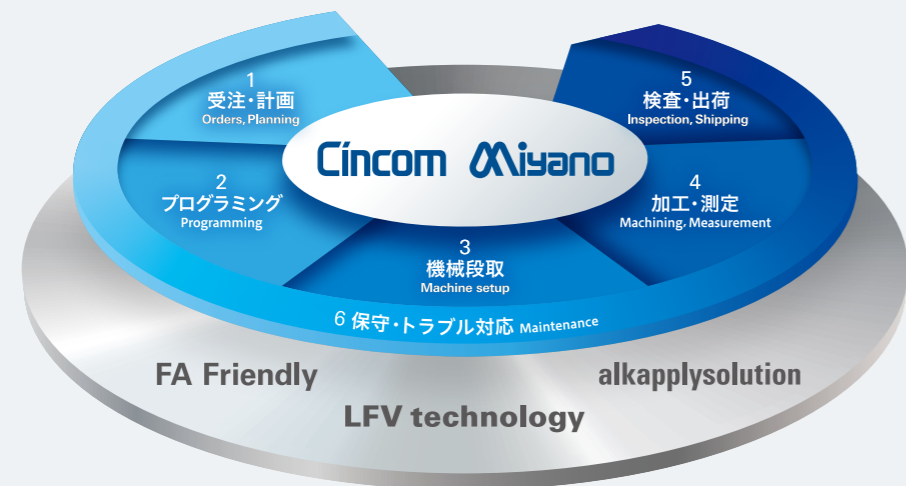 1
受注・計画
Orders, Planning
2
プログラミング
Programming
3
機械段取
Machine setup
4
加工・測定
Machining, Measurement
5
検査・出荷
Inspection, Shipping
6 保守・トラブル対応 Maintenance
Cincom Miyano
FA Friendly
LFV technology
alkapplysolution